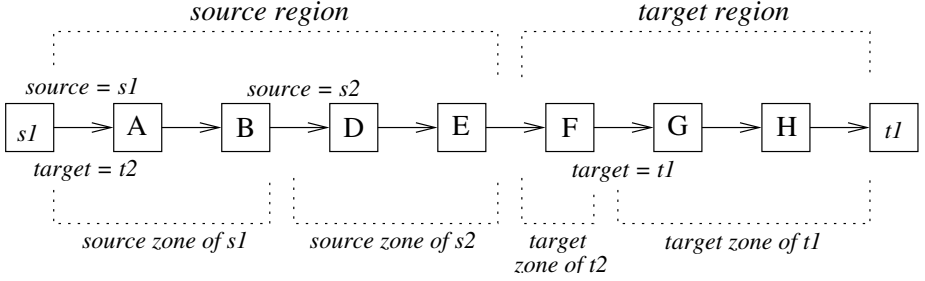 source region
target region
source = s1
source = s2
s1
A
B
D
E
F
G
H
t1
target = t2
target = t1
source zone of s1
source zone of s2
target
zone of t2
target zone of t1